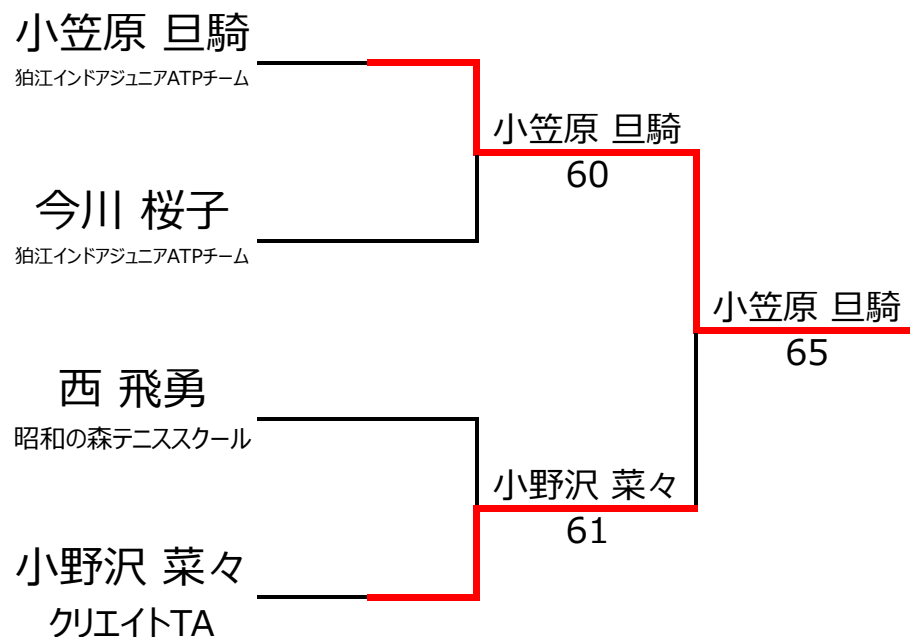 小笠原 旦騎
狛江インドアジュニアATPチーム
小笠原 旦騎
60
今川 桜子
狛江インドアジュニアATPチーム
小笠原 旦騎
65
西 飛勇
昭和の森テニススクール
小野沢 菜々
61
小野沢 菜々
クリエイトTA